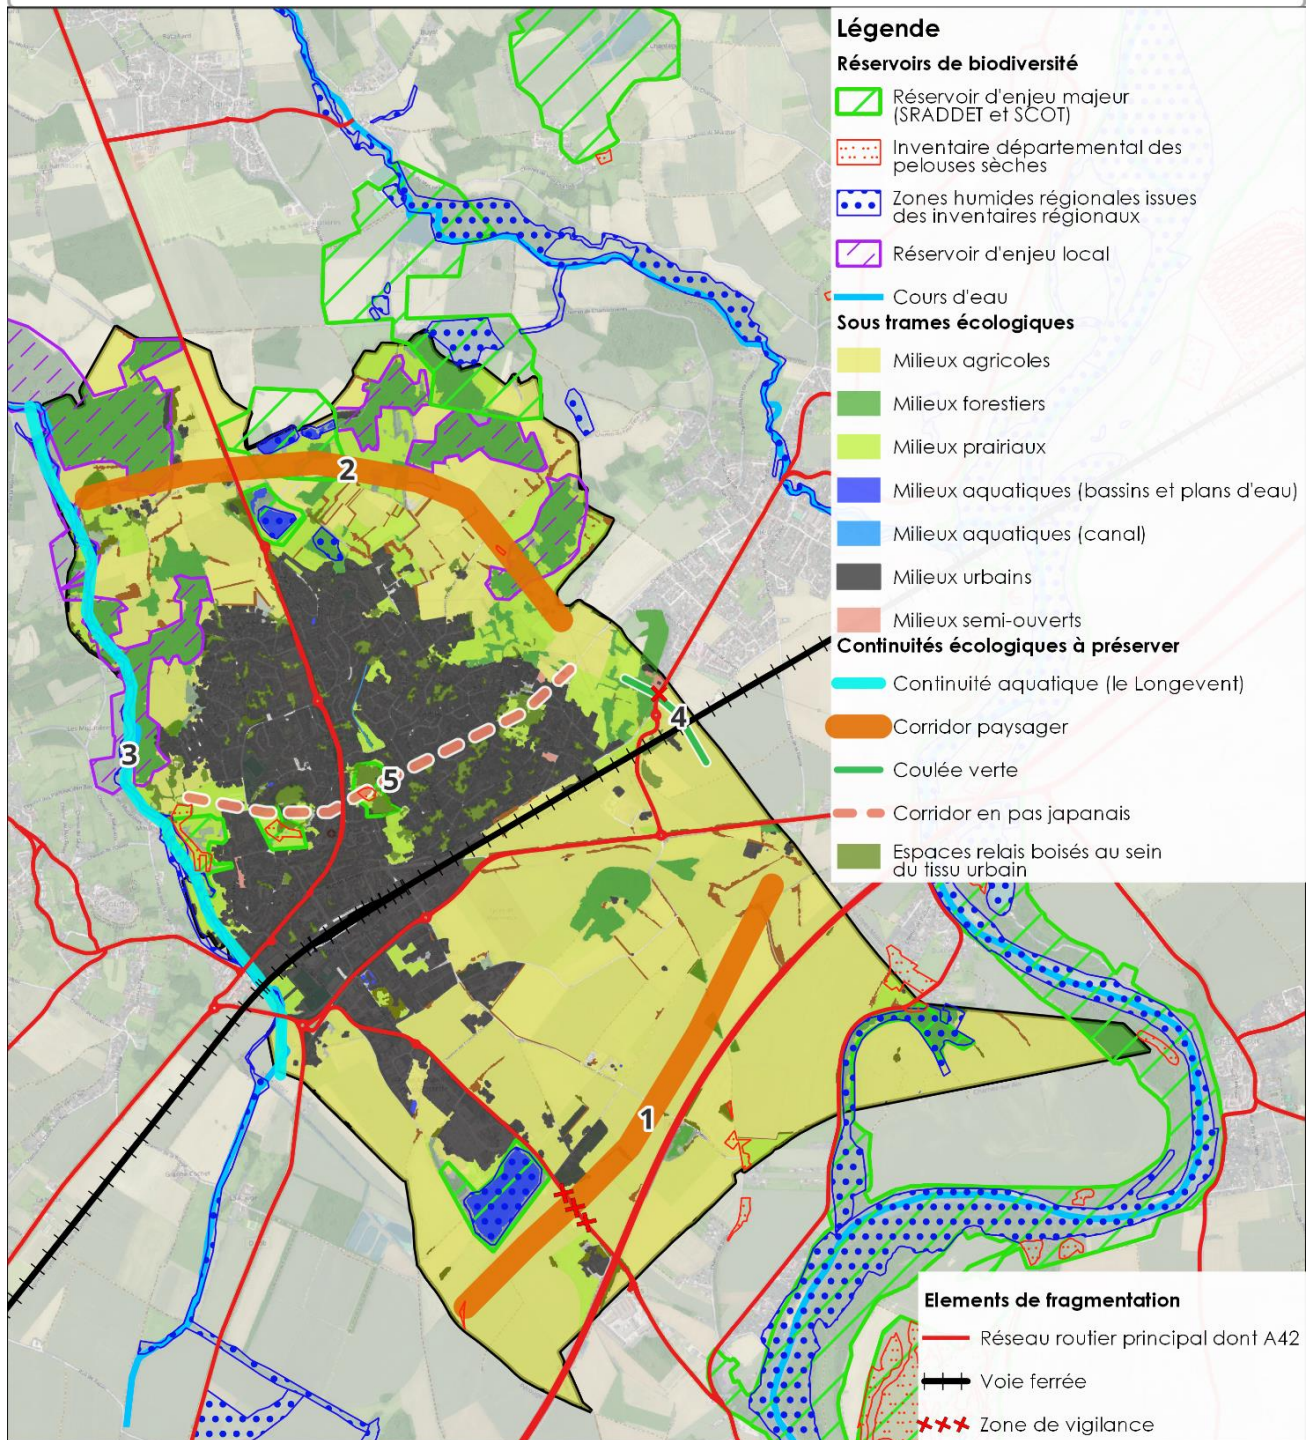 Légende
Réservoirs de biodiversité
Réservoir d'enjeu majeur
(SRADDET et SCOT)
Inventaire départemental des
pelouses sèches
Zones humides régionales issues
des inventaires régionaux
Réservoir d'enjeu local
Cours d'eau
Sous trames écologiques
Milieux agricoles
Milieux forestiers
Milieux prairiaux
Milieux aquatiques (bassins et plans d'eau)
Milieux aquatiques (canal)
Milieux urbains
Milieux semi-ouverts
Continuités écologiques à préserver
Continuité aquatique (le Longevent)
Corridor paysager
Coulée verte
Corridor en pas japanais
Espaces relais boisés au sein
du tissu urbain
2
4
3
5
1
Elements de fragmentation
Réseau routier principal dont A42
Voie ferrée
Zone de vigilance